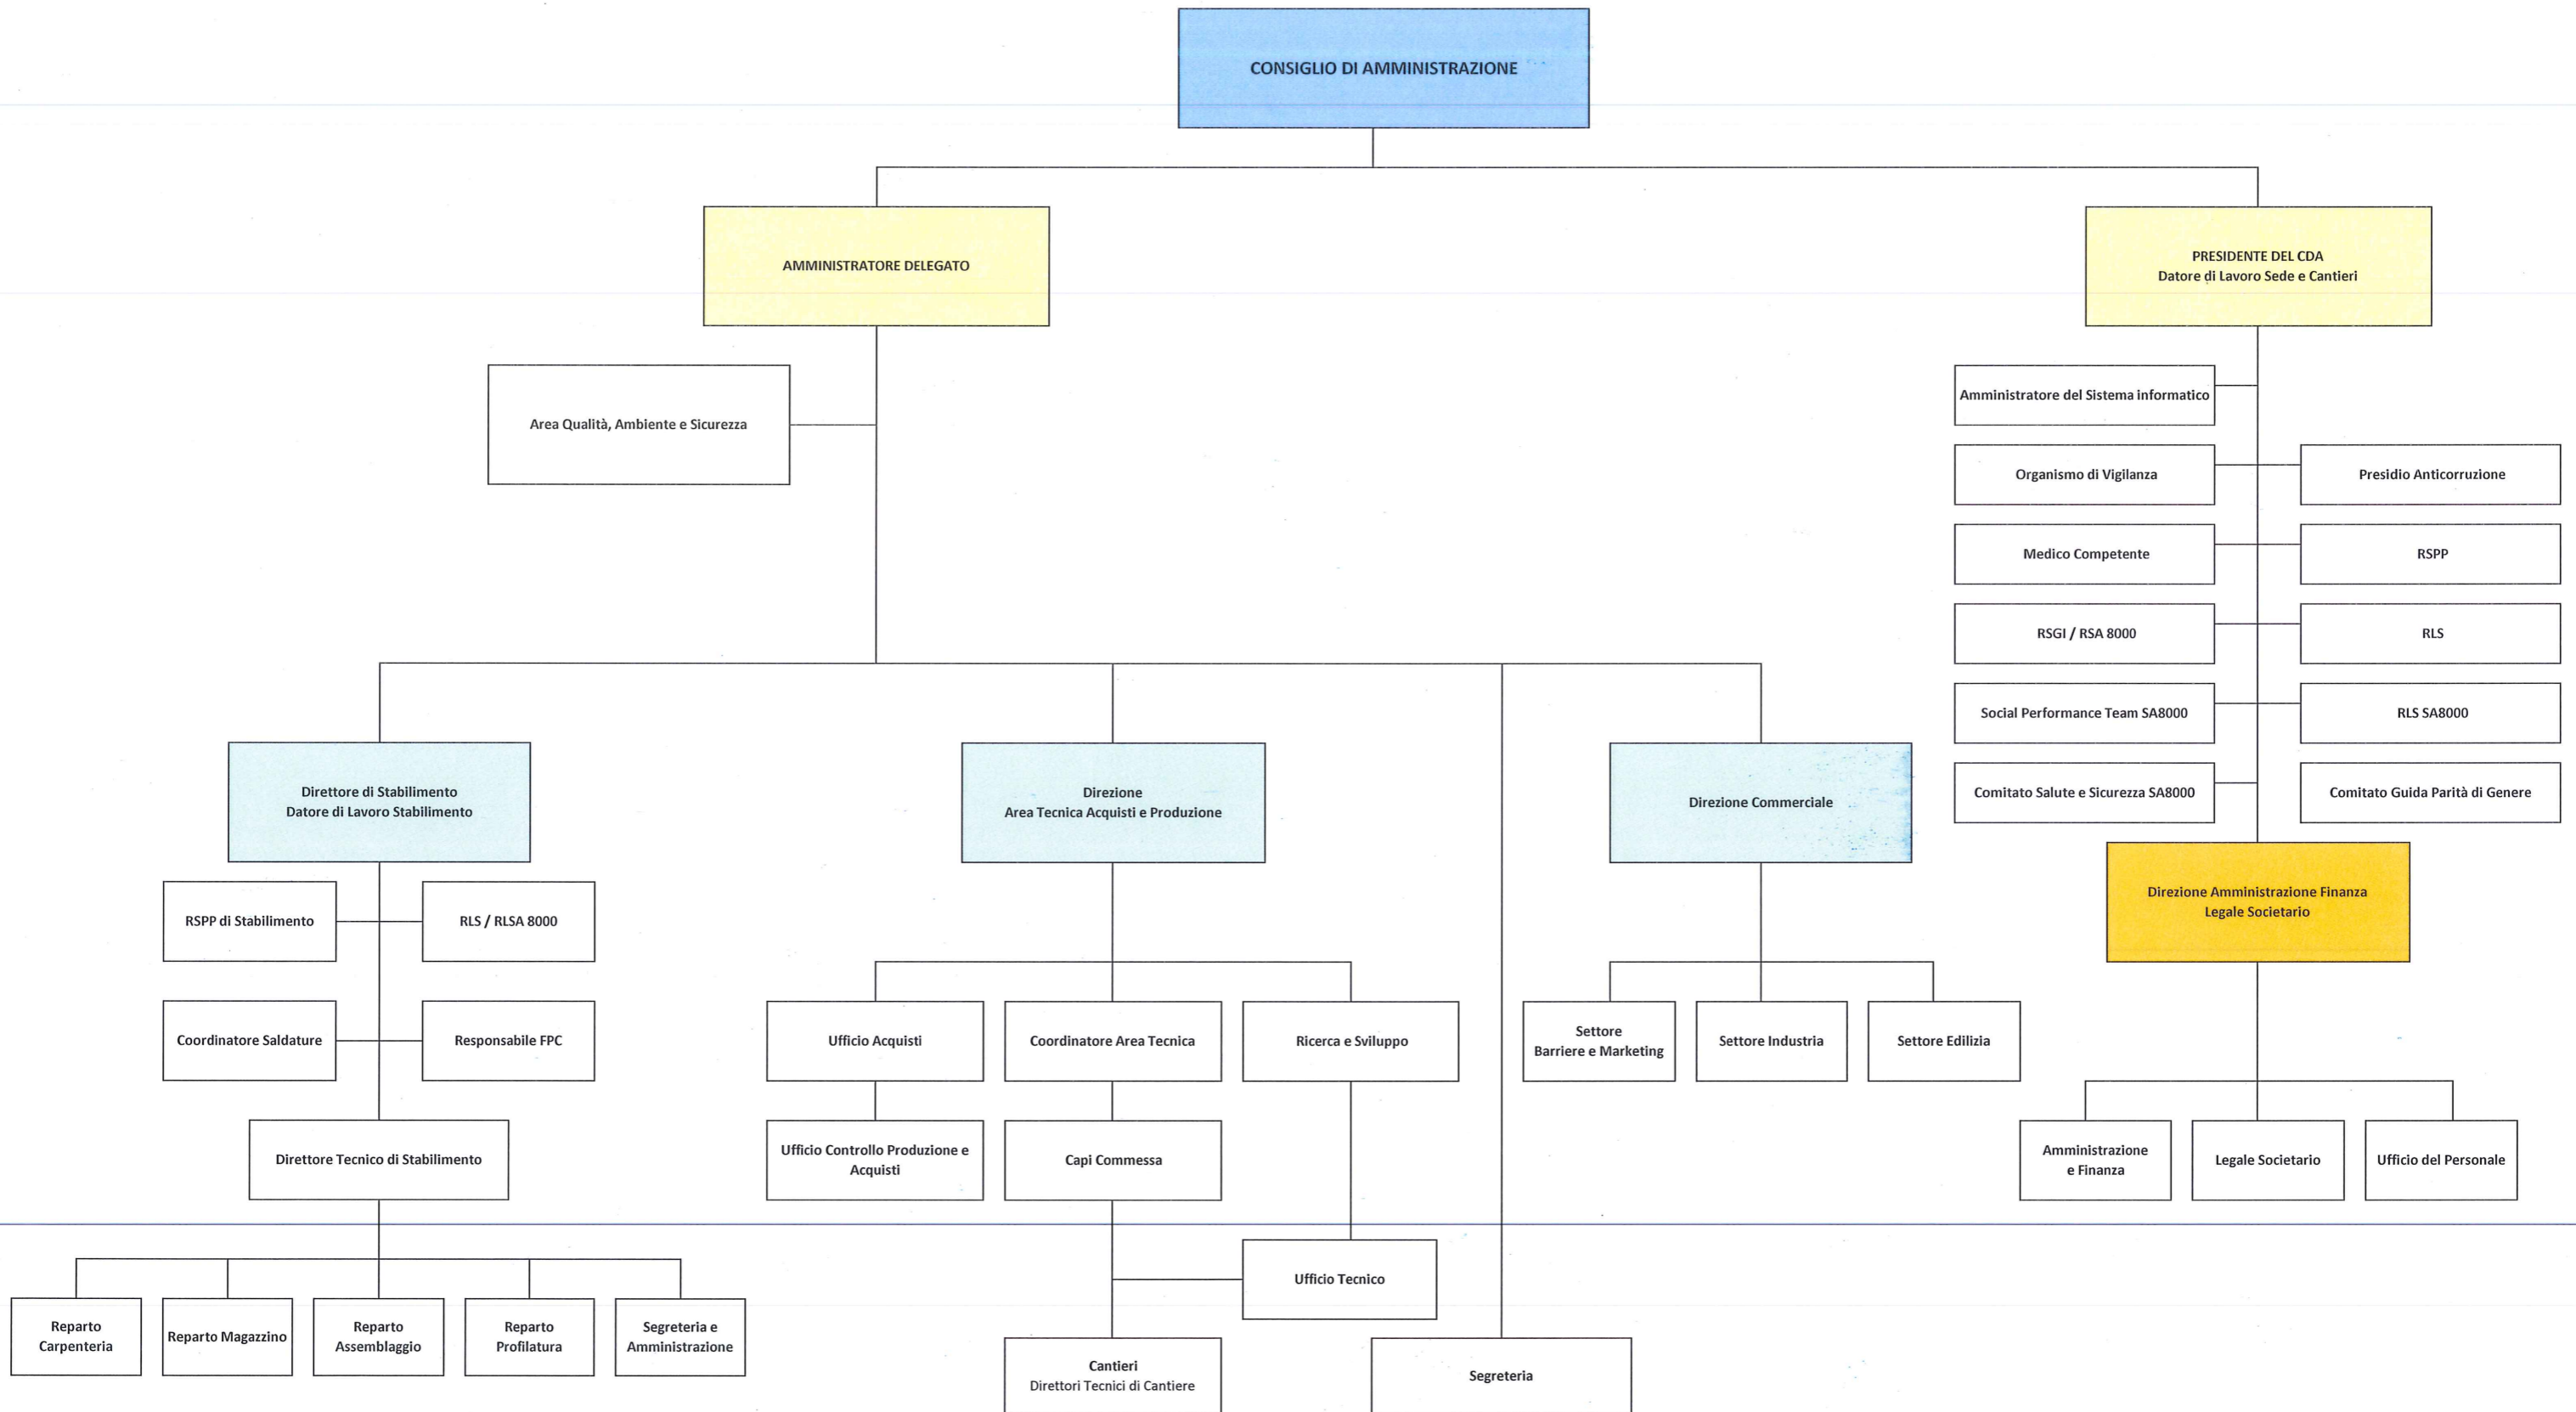 CONSIGLIO DI AMMINISTRAZIONE
AMMINISTRATORE DELEGATO
PRESIDENTE DEL CDA
Datore di Lavoro Sede e Cantieri
Area Qualità, Ambiente e Sicurezza
Amministratore del Sistema informatico
Organismo di Vigilanza
Presidio Anticorruzione
Medico Competente
RSPP
RSGI / RSA 8000
RLS
Social Performance Team SA8000
RLS SA8000
Comitato Salute e Sicurezza SA8000
Comitato Guida Parità di Genere
Direttore di Stabilimento
Datore di Lavoro Stabilimento
Direzione
Area Tecnica Acquisti e Produzione
Direzione Commerciale
Direzione Amministrazione Finanza
Legale Societario
RSPP di Stabilimento
RLS / RLSA 8000
Coordinatore Saldature
Responsabile FPC
Ufficio Acquisti
Coordinatore Area Tecnica
Ricerca e Sviluppo
Settore
Barriere e Marketing
Settore Industria
Settore Edilizia
Direttore Tecnico di Stabilimento
Ufficio Controllo Produzione e
Acquisti
Capi Commessa
Amministrazione
e Finanza
Legale Societario
Ufficio del Personale
Ufficio Tecnico
Reparto
Carpenteria
Reparto Magazzino
Reparto
Assemblaggio
Reparto
Profilatura
Segreteria e
Amministrazione
Cantieri
Direttori Tecnici di Cantiere
Segreteria